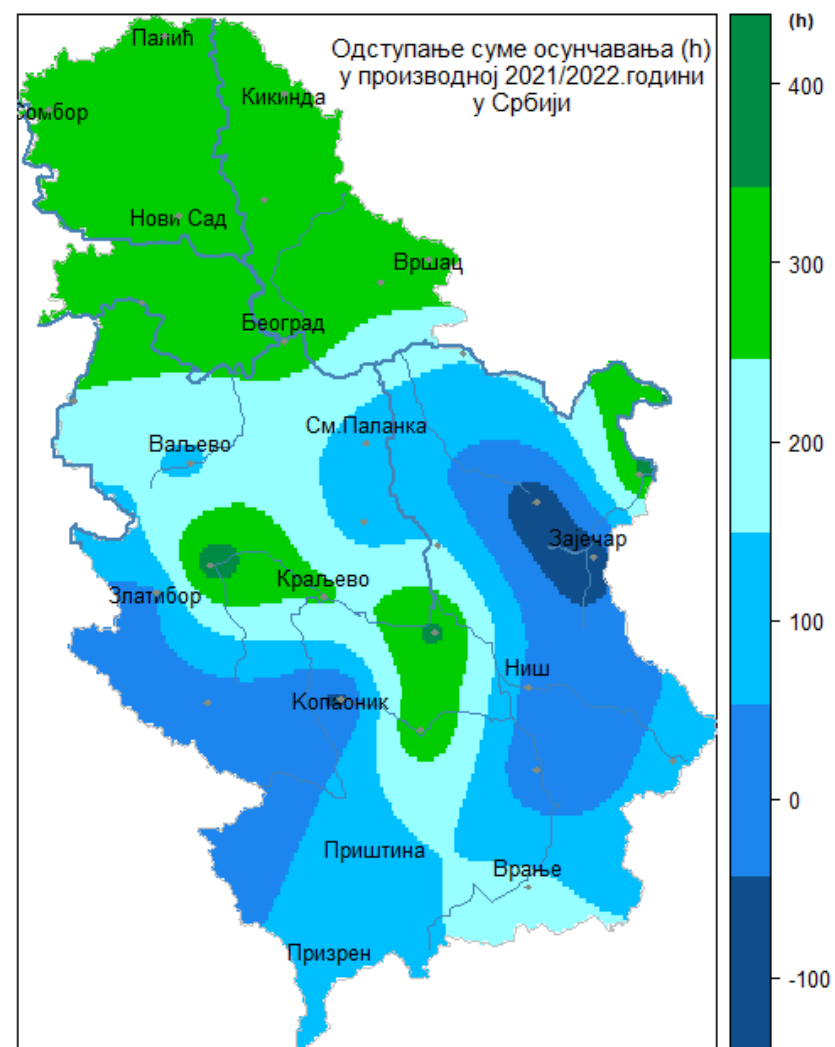 Одступање суме осунчавања (h)
у производној 2021/2022.години
у Србији
(h)
400
300
200
100
0
-100
Палић
Кикинда
Сомбор
Нови Сад
Вршац
Београд
См.Паланка
Ваљево
Зајечар
Краљево
Златибор
Ниш
Копаоник
Приштина
Врање
Призрен